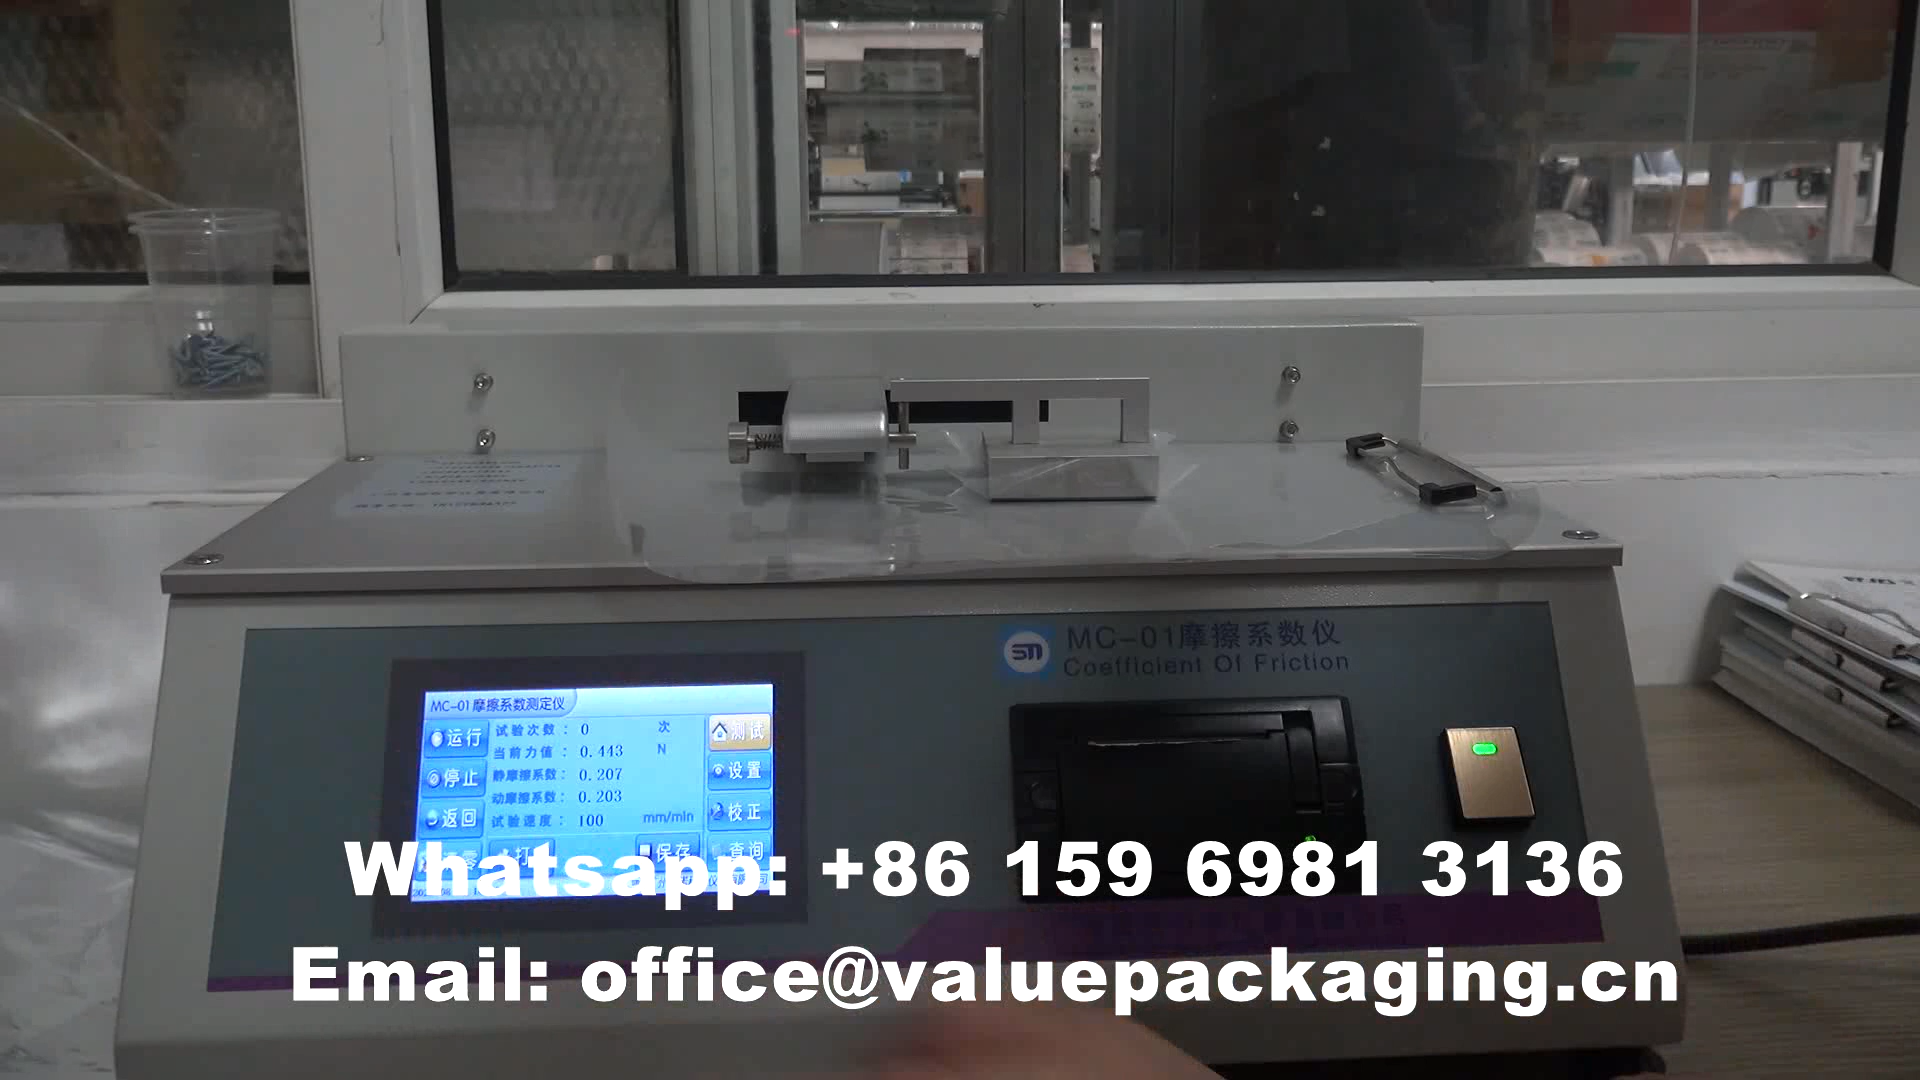 MC-01摩擦系数仪
Coefficient Of Friction
MC-01摩擦系数测定仪
运行 试验次数： 0 次 测试
当前力值： 0.443 N
停止 静摩擦系数： 0.207 设置
动摩擦系数： 0.203
返回 试验速度： 100 mm/min 校正
零 打 保存 查询
Whatsapp: +86 159 6981 3136
Email: office@valuepackaging.cn